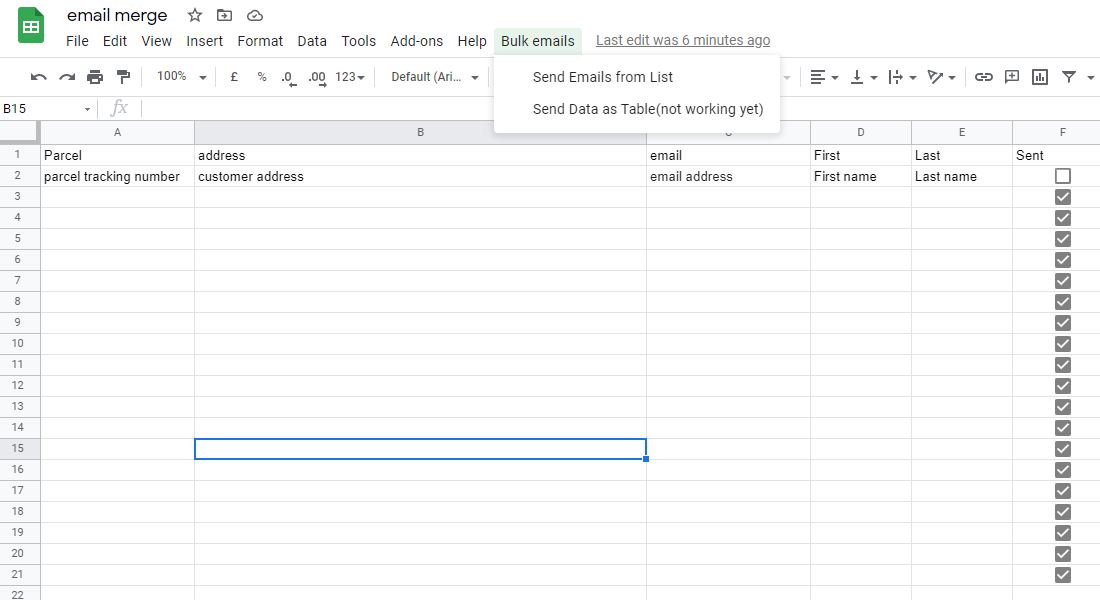 email merge
File Edit View Insert Format Data Tools Add-ons Help Bulk emails Last edit was 6 minutes ago
100% £ % .0 .00 123 Default (Ari...
Send Emails from List
Send Data as Table(not working yet)
B15 fx
A B C D E F
1 Parcel address email First Last Sent
2 parcel tracking number customer address email address First name Last name
3
4
5
6
7
8
9
10
11
12
13
14
15
16
17
18
19
20
21
22